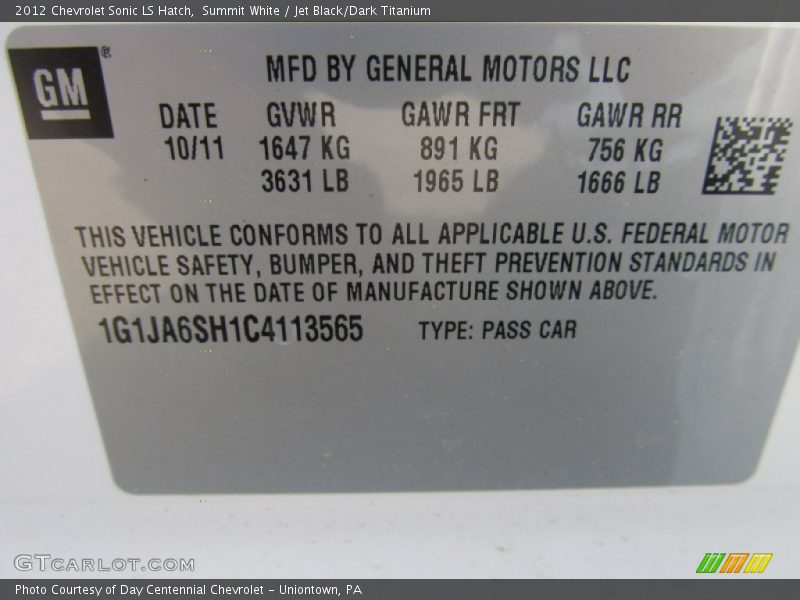 2012 Chevrolet Sonic LS Hatch, Summit White / Jet Black/Dark Titanium
GM ®
MFD BY GENERAL MOTORS LLC
DATE GVWR GAWR FRT GAWR RR
10/11 1647 KG 891 KG 756 KG
3631 LB 1965 LB 1666 LB
THIS VEHICLE CONFORMS TO ALL APPLICABLE U.S. FEDERAL MOTOR
VEHICLE SAFETY, BUMPER, AND THEFT PREVENTION STANDARDS IN
EFFECT ON THE DATE OF MANUFACTURE SHOWN ABOVE.
1G1JA6SH1C4113565 TYPE: PASS CAR
GTCARLOT.COM
Photo Courtesy of Day Centennial Chevrolet - Uniontown, PA